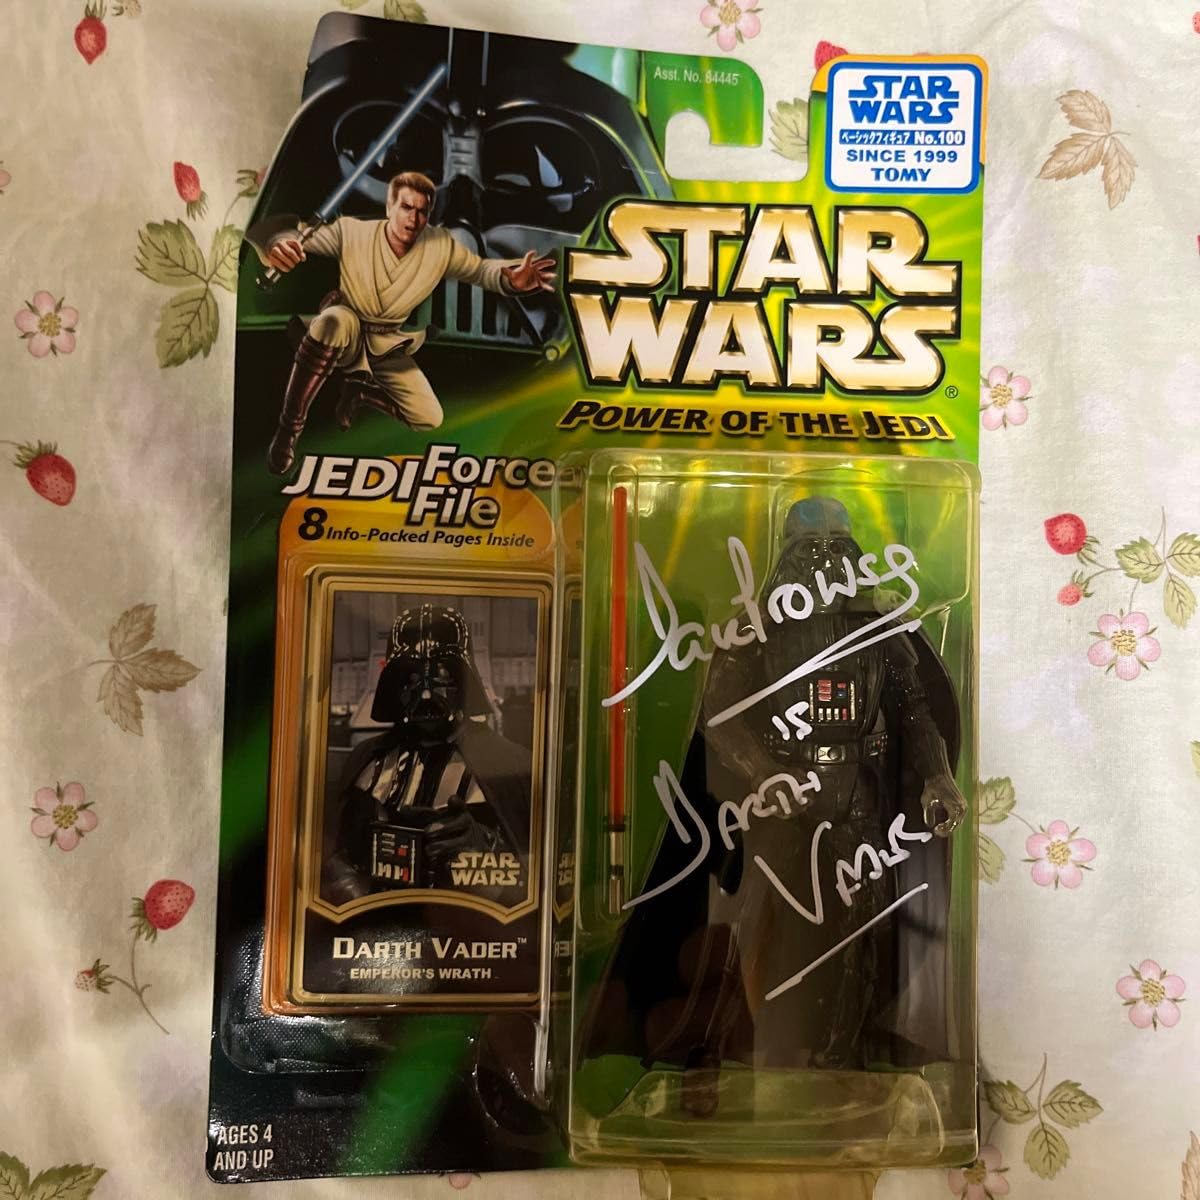 Asst. No. 84445
STAR
WARS
ベーシックフィギュア No.100
SINCE 1999
TOMY
STAR
WARS®
POWER OF THE JEDI
JEDI Force
File
8 Info-Packed Pages Inside
STAR
WARS
DARTH VADER™
EMPEROR'S WRATH
Dave Prowse
IS
DARTH
VADER
AGES 4
AND UP